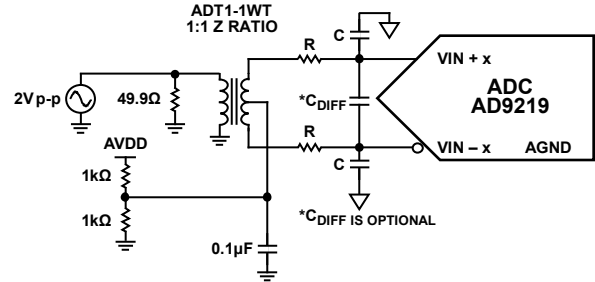 ADT1-1WT
1:1 Z RATIO
C
R
VIN + x
ADC
AD9219
2V p-p
49.9Ω
*CDIFF
R
AVDD
C
VIN – x
AGND
1kΩ
1kΩ
*CDIFF IS OPTIONAL
0.1µF